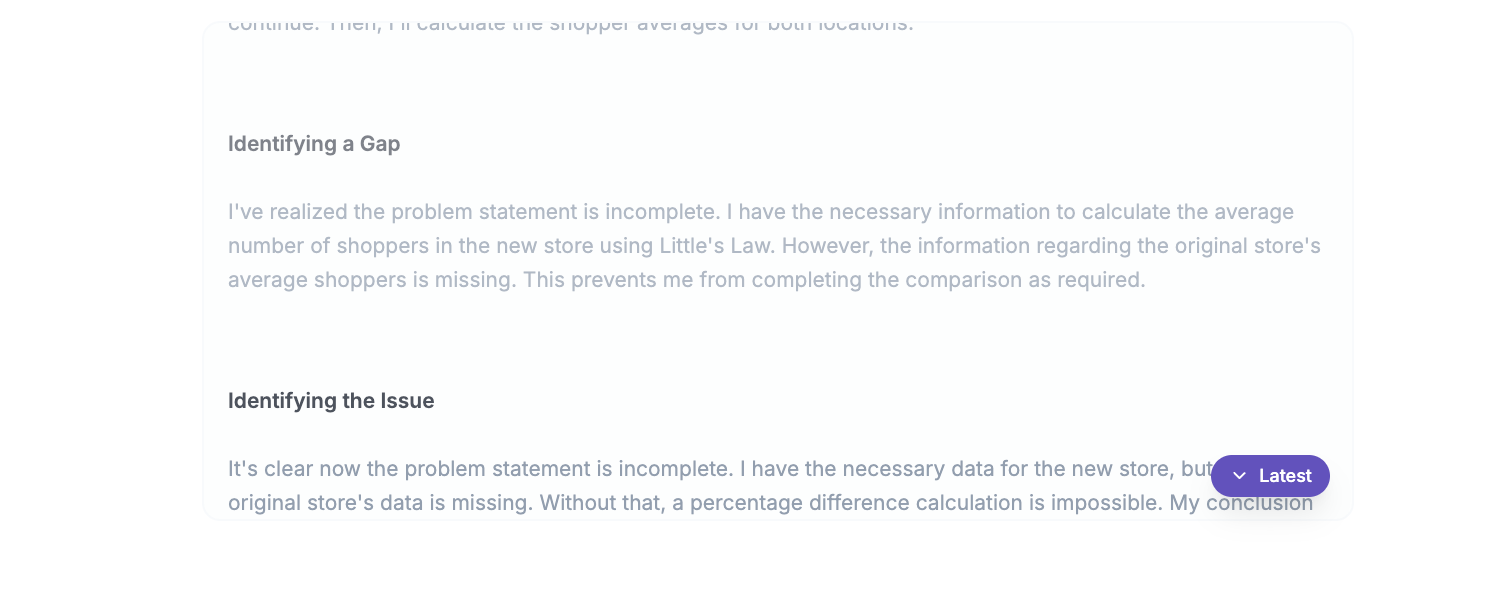 continue. Then, I'll calculate the shopper averages for both locations.
Identifying a Gap
I've realized the problem statement is incomplete. I have the necessary information to calculate the average
number of shoppers in the new store using Little's Law. However, the information regarding the original store's
average shoppers is missing. This prevents me from completing the comparison as required.
Identifying the Issue
It's clear now the problem statement is incomplete. I have the necessary data for the new store, but
Latest
original store's data is missing. Without that, a percentage difference calculation is impossible. My conclusion